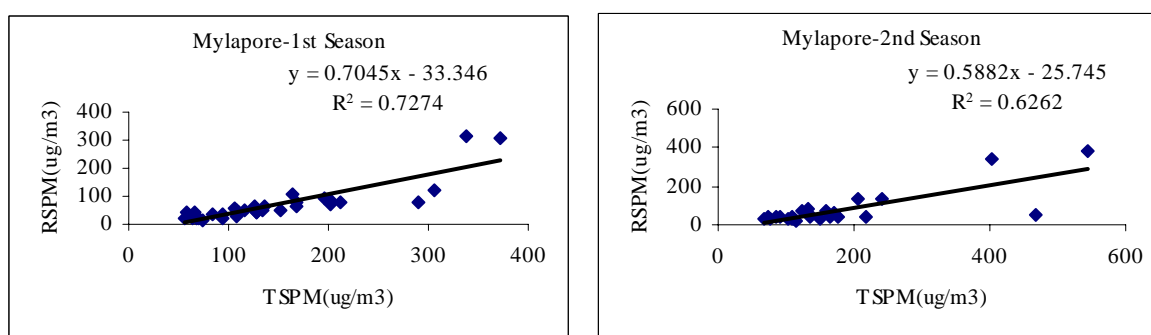 Mylapore-1st Season
y = 0.7045x - 33.346
R² = 0.7274
400
300
200
100
0
0 100 200 300 400
RSPM(ug/m3)
TSPM(ug/m3)
Mylapore-2nd Season
y = 0.5882x - 25.745
R² = 0.6262
600
400
200
0
0 200 400 600
RSPM(ug/m3)
TSPM(ug/m3)